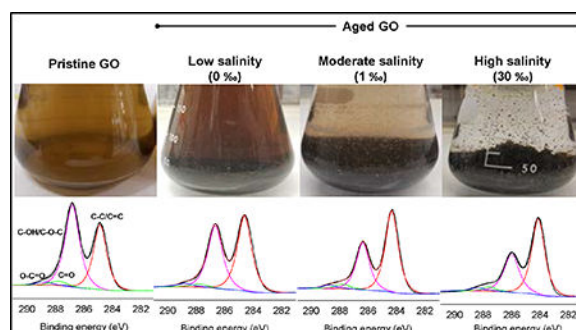 Aged GO
Pristine GO
Low salinity
(0 ‰)
Moderate salinity
(1 ‰)
High salinity
(30 ‰)
50
C-OH/C-O-C
C-C/C=C
O-C=O
C=O
290 288 286 284 282
290 288 286 284 282
290 288 286 284 282
290 288 286 284 282
Binding energy (eV)
Binding energy (eV)
Binding energy (eV)
Binding energy (eV)